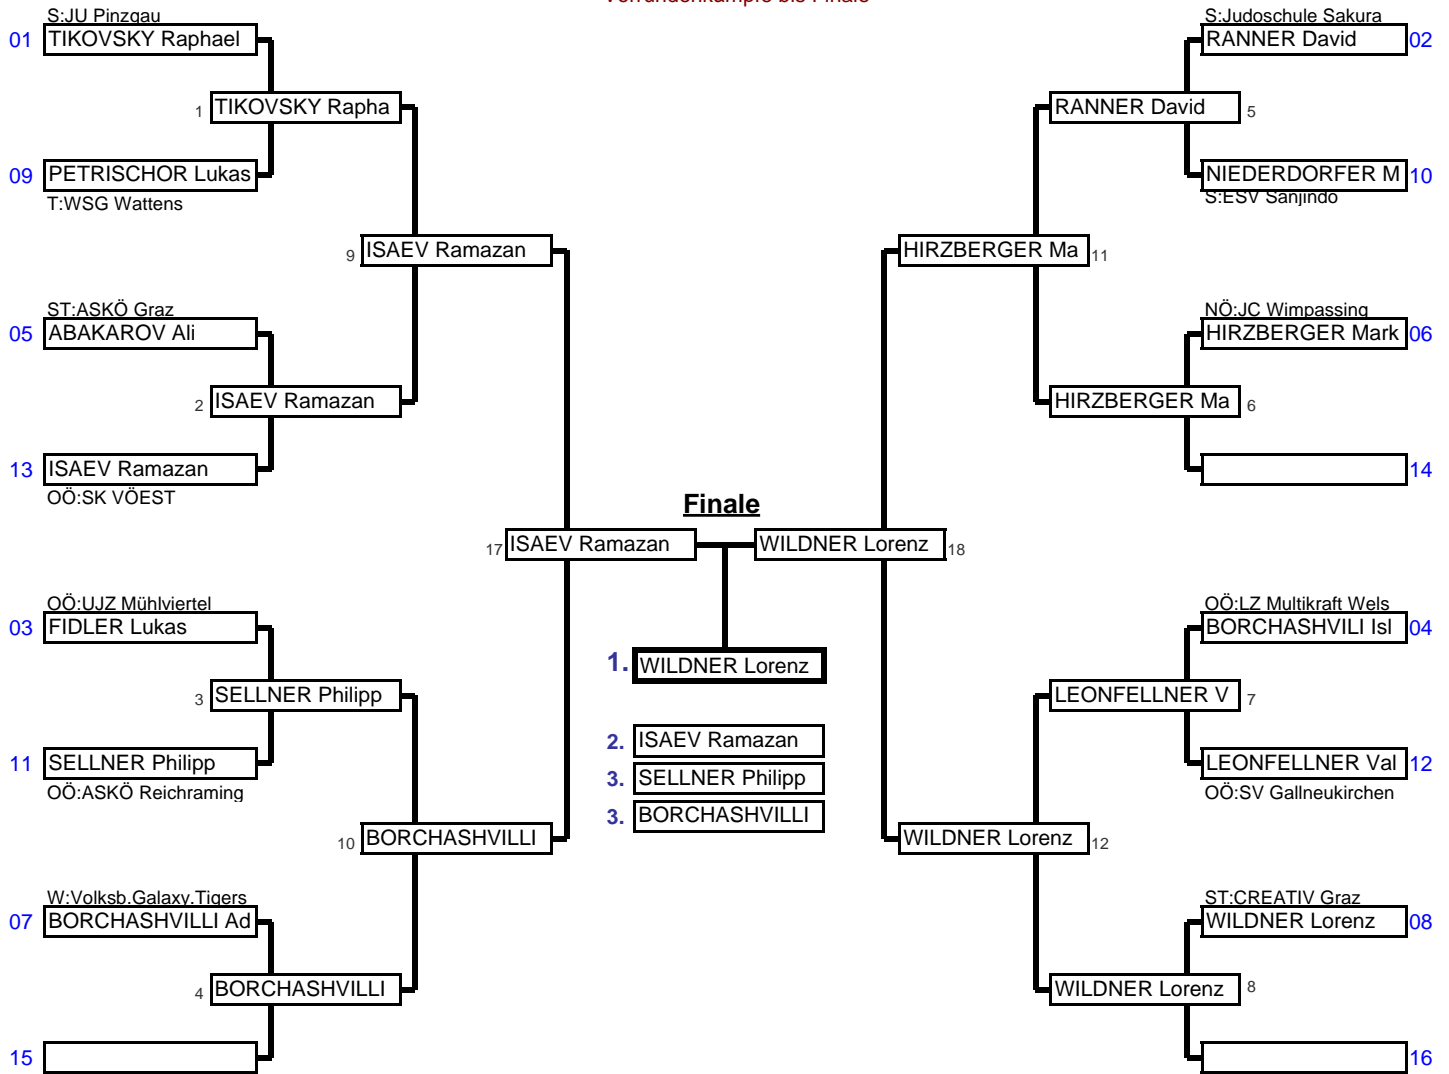 Vorrundenkämpfe bis Finale
S:JU Pinzgau
01 TIKOVSKY Raphael
1 TIKOVSKY Rapha
09 PETRISCHOR Lukas
T:WSG Wattens
9 ISAEV Ramazan
ST:ASKÖ Graz
05 ABAKAROV Ali
2 ISAEV Ramazan
13 ISAEV Ramazan
OÖ:SK VÖEST
17 ISAEV Ramazan
OÖ:UJZ Mühlviertel
03 FIDLER Lukas
3 SELLNER Philipp
11 SELLNER Philipp
OÖ:ASKÖ Reichraming
10 BORCHASHVILLI
W:Volksb.Galaxy.Tigers
07 BORCHASHVILLI Ad
4 BORCHASHVILLI
15
Finale
1. WILDNER Lorenz
2. ISAEV Ramazan
3. SELLNER Philipp
3. BORCHASHVILLI
S:Judoschule Sakura
RANNER David 02
RANNER David 5
NIEDERDORFER M 10
S:ESV Sanjindo
HIRZBERGER Ma 11
NÖ:JC Wimpassing
HIRZBERGER Mark 06
HIRZBERGER Ma 6
14
WILDNER Lorenz 18
OÖ:LZ Multikraft Wels
BORCHASHVILI Isl 04
LEONFELLNER V 7
LEONFELLNER Val 12
OÖ:SV Gallneukirchen
WILDNER Lorenz 12
ST:CREATIV Graz
WILDNER Lorenz 08
WILDNER Lorenz 8
16